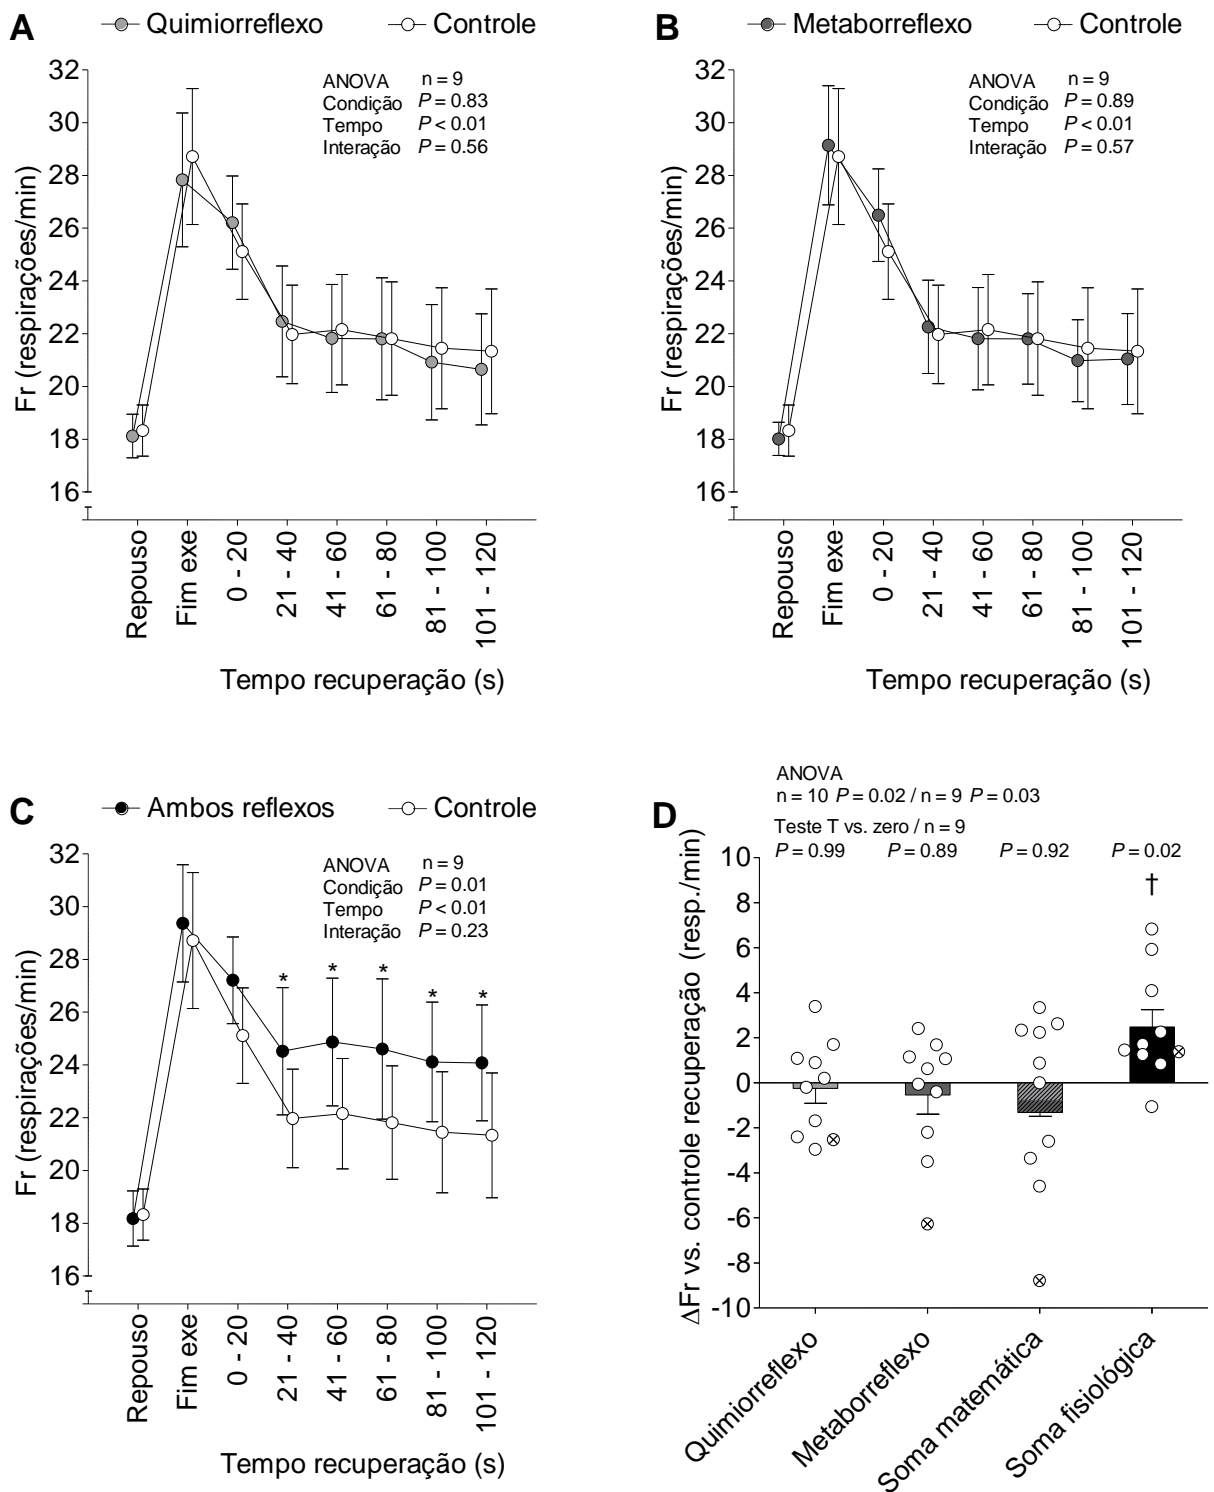 A
Quimiorreflexo
Controle
ANOVA n = 9
Condição P = 0.83
Tempo P < 0.01
Interação P = 0.56
Fr (respirações/min)
32
30
28
26
24
22
20
18
16
Repouso
Fim exe
0 - 20
21 - 40
41 - 60
61 - 80
81 - 100
101 - 120
Tempo recuperação (s)
B
Metaborreflexo
Controle
ANOVA n = 9
Condição P = 0.89
Tempo P < 0.01
Interação P = 0.57
Fr (respirações/min)
32
30
28
26
24
22
20
18
16
Repouso
Fim exe
0 - 20
21 - 40
41 - 60
61 - 80
81 - 100
101 - 120
Tempo recuperação (s)
C
Ambos reflexos
Controle
ANOVA n = 9
Condição P = 0.01
Tempo P < 0.01
Interação P = 0.23
* * * * *
Fr (respirações/min)
32
30
28
26
24
22
20
18
16
Repouso
Fim exe
0 - 20
21 - 40
41 - 60
61 - 80
81 - 100
101 - 120
Tempo recuperação (s)
D
ANOVA
n = 10 P = 0.02 / n = 9 P = 0.03
Teste T vs. zero / n = 9
P = 0.99 P = 0.89 P = 0.92 P = 0.02
†
ΔFr vs. controle recuperação (resp./min)
10
8
6
4
2
0
-2
-4
-6
-8
-10
Quimiorreflexo
Metaborreflexo
Soma matemática
Soma fisiológica